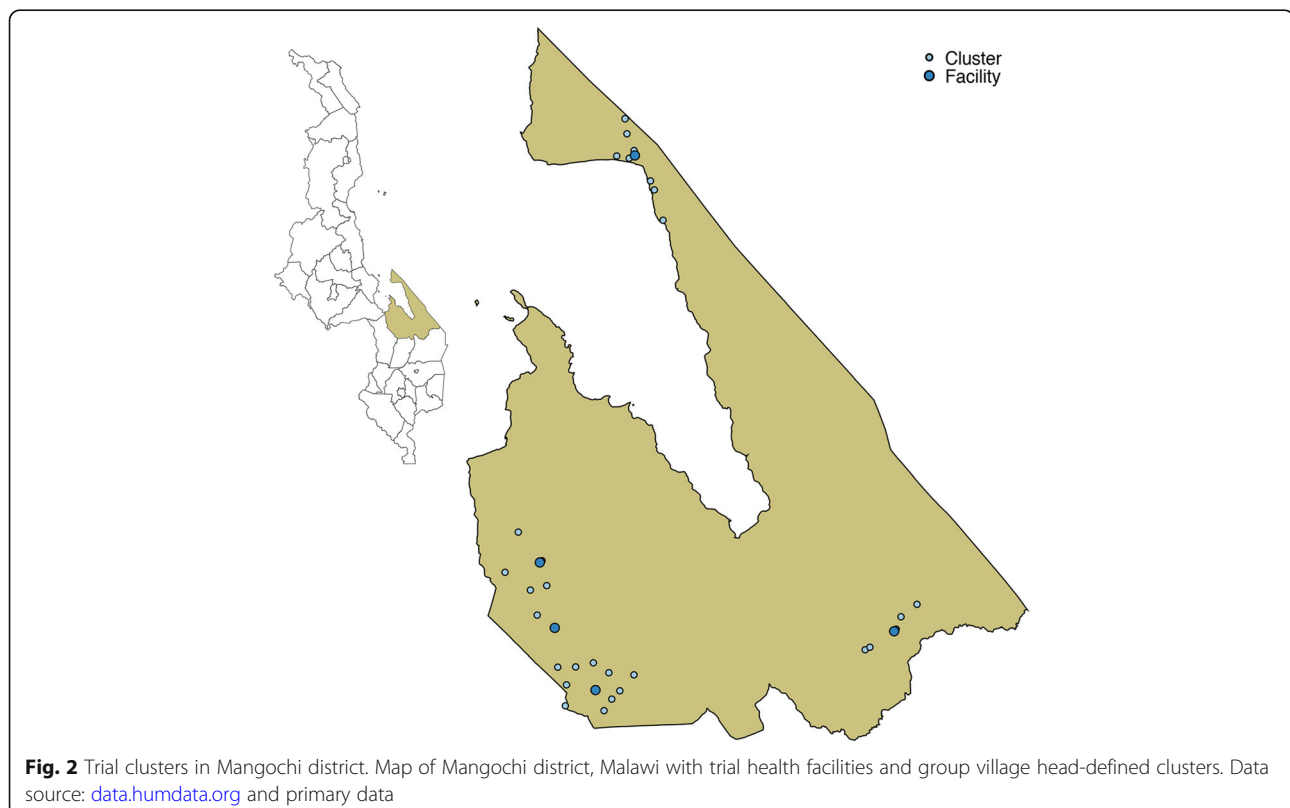 Cluster
Facility
Fig. 2 Trial clusters in Mangochi district. Map of Mangochi district, Malawi with trial health facilities and group village head-defined clusters. Data
source: data.humdata.org and primary data